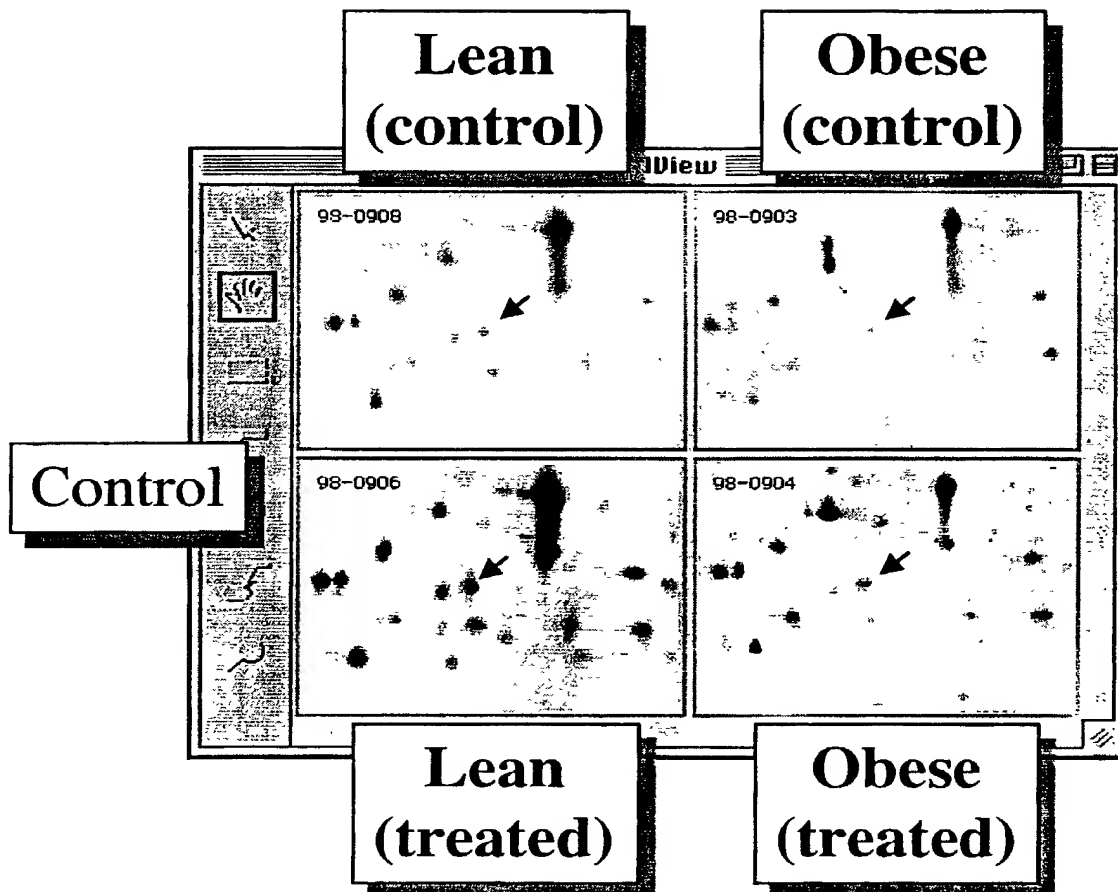 Lean
(control)
Obese
(control)
View
98-0908
98-0903
Control
98-0906
98-0904
Lean
(treated)
Obese
(treated)